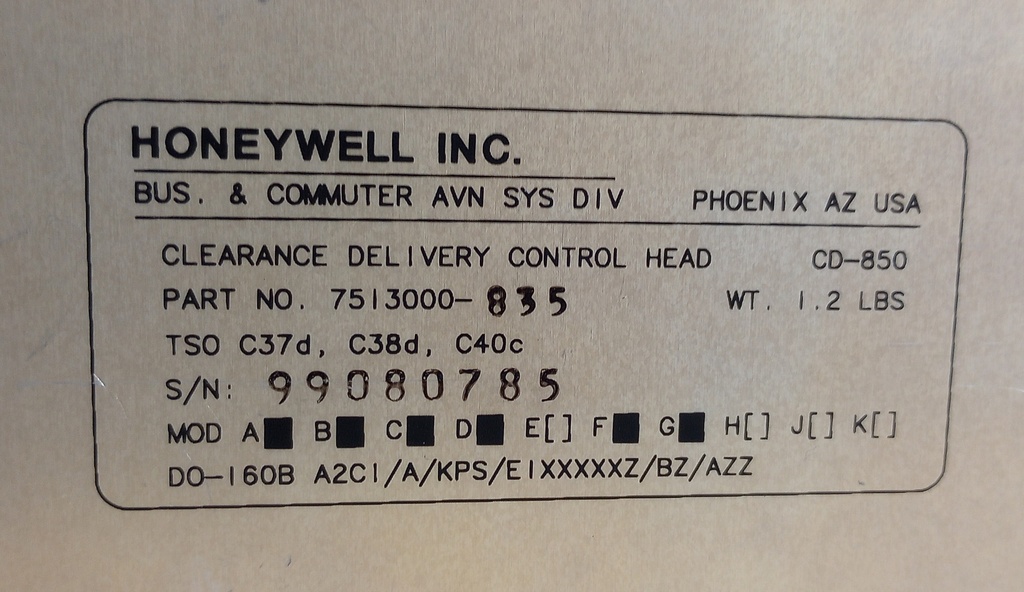 HONEYWELL INC.
BUS. & COMMUTER AVN SYS DIV PHOENIX AZ USA
CLEARANCE DELIVERY CONTROL HEAD CD-850
PART NO. 7513000-835 WT. 1.2 LBS
TSO C37d, C38d, C40c
S/N: 99080785
MOD A■ B■ C■ D■ E[] F■ G■ H[] J[] K[]
DO-160B A2C1/A/KPS/E1XXXXXZ/BZ/AZZ